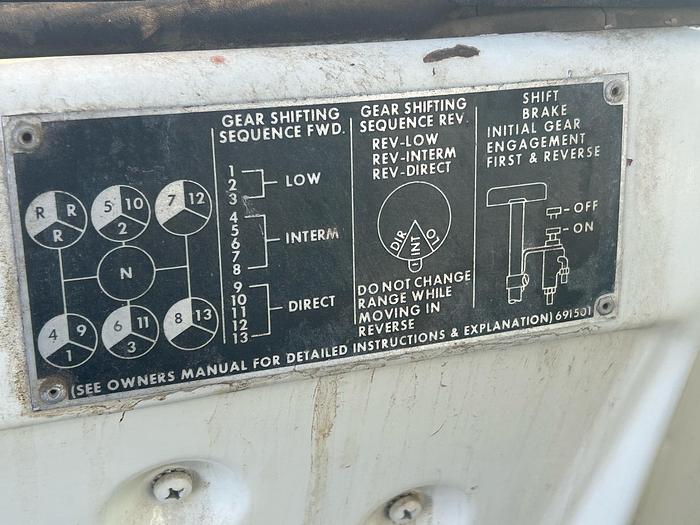 R R
R
5 10
2
7 12
N
4 9
1
6 11
3
8 13
GEAR SHIFTING
SEQUENCE FWD.
1
2
3
LOW
4
5
6
7
8
INTERM
9
10
11
12
13
DIRECT
GEAR SHIFTING
SEQUENCE REV.
REV-LOW
REV-INTERM
REV-DIRECT
DIR INT LO
DO NOT CHANGE
RANGE WHILE
MOVING IN
REVERSE
SHIFT
BRAKE
INITIAL GEAR
ENGAGEMENT
FIRST & REVERSE
-OFF
-ON
(SEE OWNERS MANUAL FOR DETAILED INSTRUCTIONS & EXPLANATION) 691501